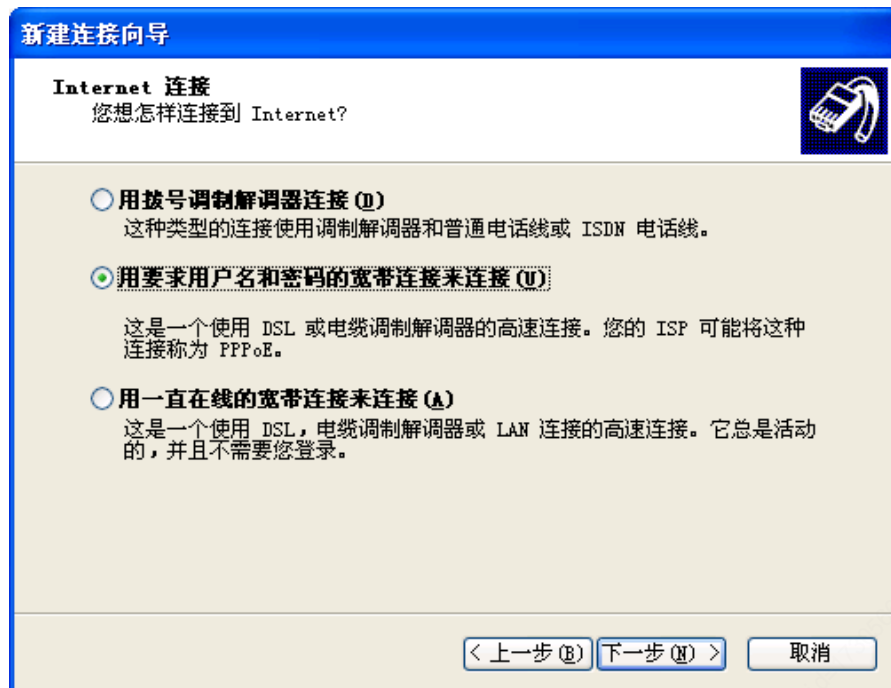 新建连接向导
Internet 连接
您想怎样连接到 Internet?
用拨号调制解调器连接(D)
这种类型的连接使用调制解调器和普通电话线或 ISDN 电话线。
用要求用户名和密码的宽带连接来连接(U)
这是一个使用 DSL 或电缆调制解调器的高速连接。您的 ISP 可能将这种
连接称为 PPPoE。
用一直在线的宽带连接来连接(A)
这是一个使用 DSL，电缆调制解调器或 LAN 连接的高速连接。它总是活动
的，并且不需要您登录。
< 上一步(B) 下一步(N) > 取消